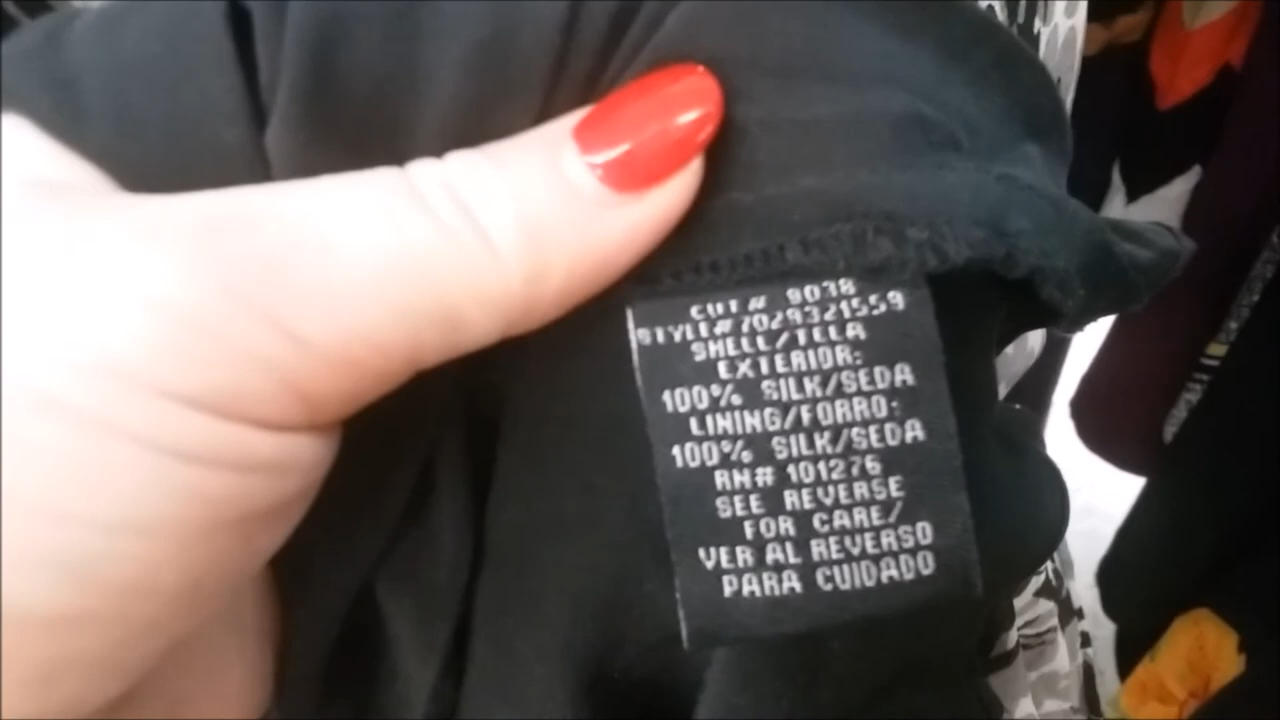 CUT# 9038
STYLE#7029321559
SHELL/TELA
EXTERIOR:
100% SILK/SEDA
LINING/FORRO:
100% SILK/SEDA
RN# 101276
SEE REVERSE
FOR CARE/
VER AL REVERSO
PARA CUIDADO